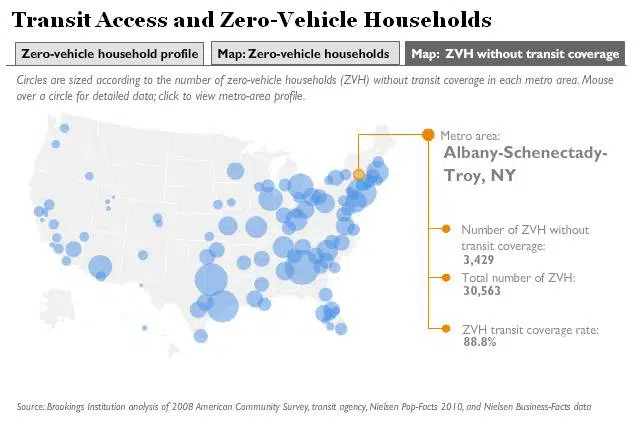 Transit Access and Zero-Vehicle Households
Zero-vehicle household profile
Map: Zero-vehicle households
Map: ZVH without transit coverage
Circles are sized according to the number of zero-vehicle households (ZVH) without transit coverage in each metro area. Mouse
over a circle for detailed data; click to view metro-area profile.
Metro area:
Albany-Schenectady-
Troy, NY
Number of ZVH without
transit coverage:
3,429
Total number of ZVH:
30,563
ZVH transit coverage rate:
88.8%
Source: Brookings Institution analysis of 2008 American Community Survey, transit agency, Nielsen Pop-Facts 2010, and Nielsen Business-Facts data